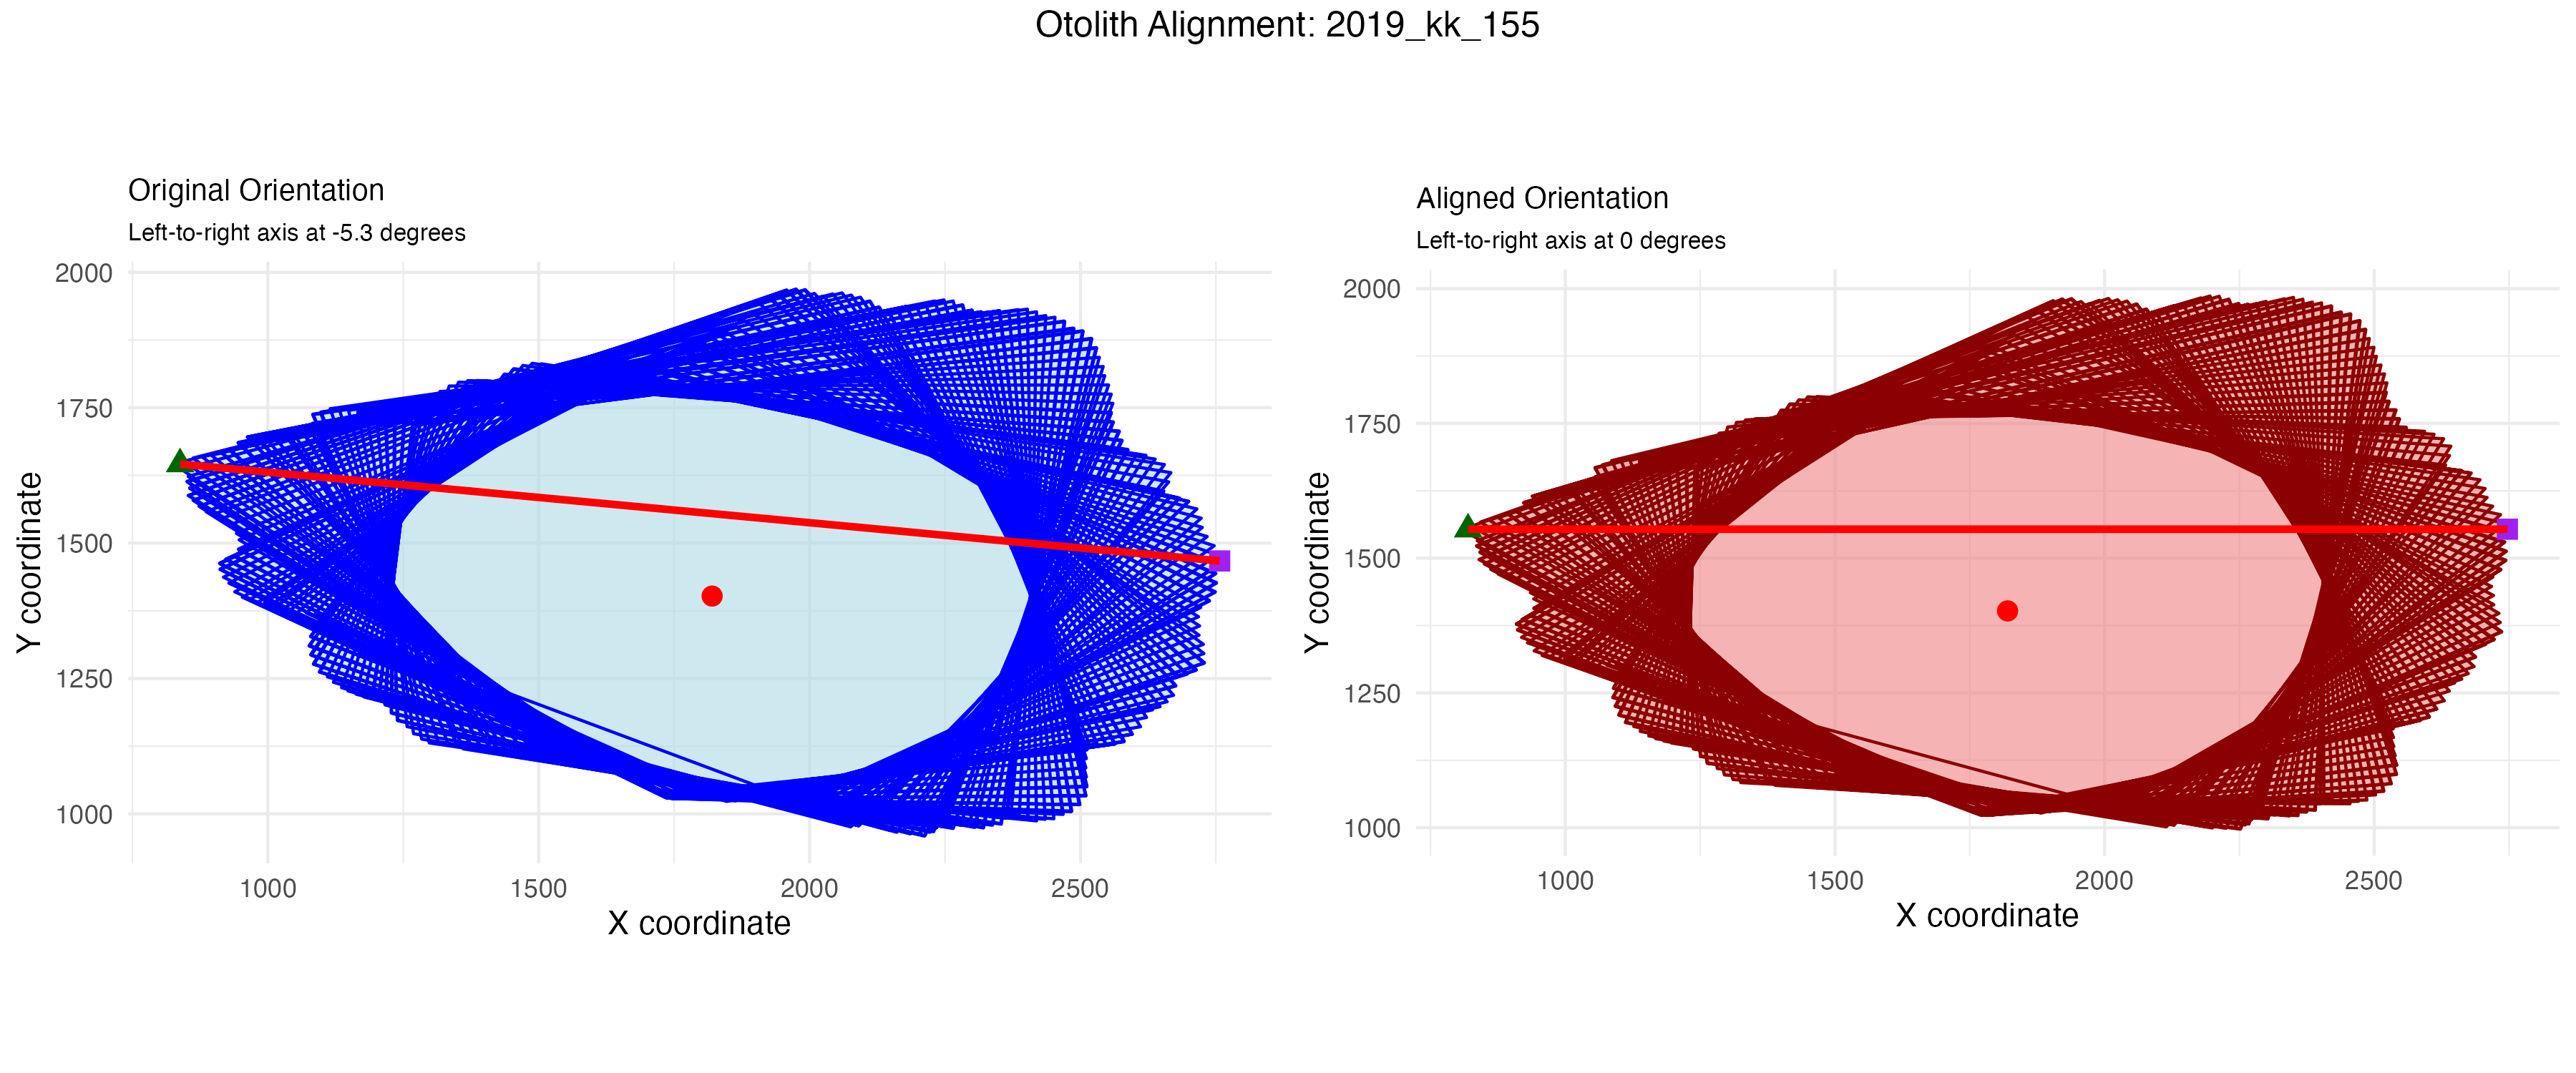 Otolith Alignment: 2019_kk_155
Original Orientation
Left-to-right axis at -5.3 degrees
2000
1750
1500
1250
1000
Y coordinate
1000 1500 2000 2500
X coordinate
Aligned Orientation
Left-to-right axis at 0 degrees
2000
1750
1500
1250
1000
Y coordinate
1000 1500 2000 2500
X coordinate